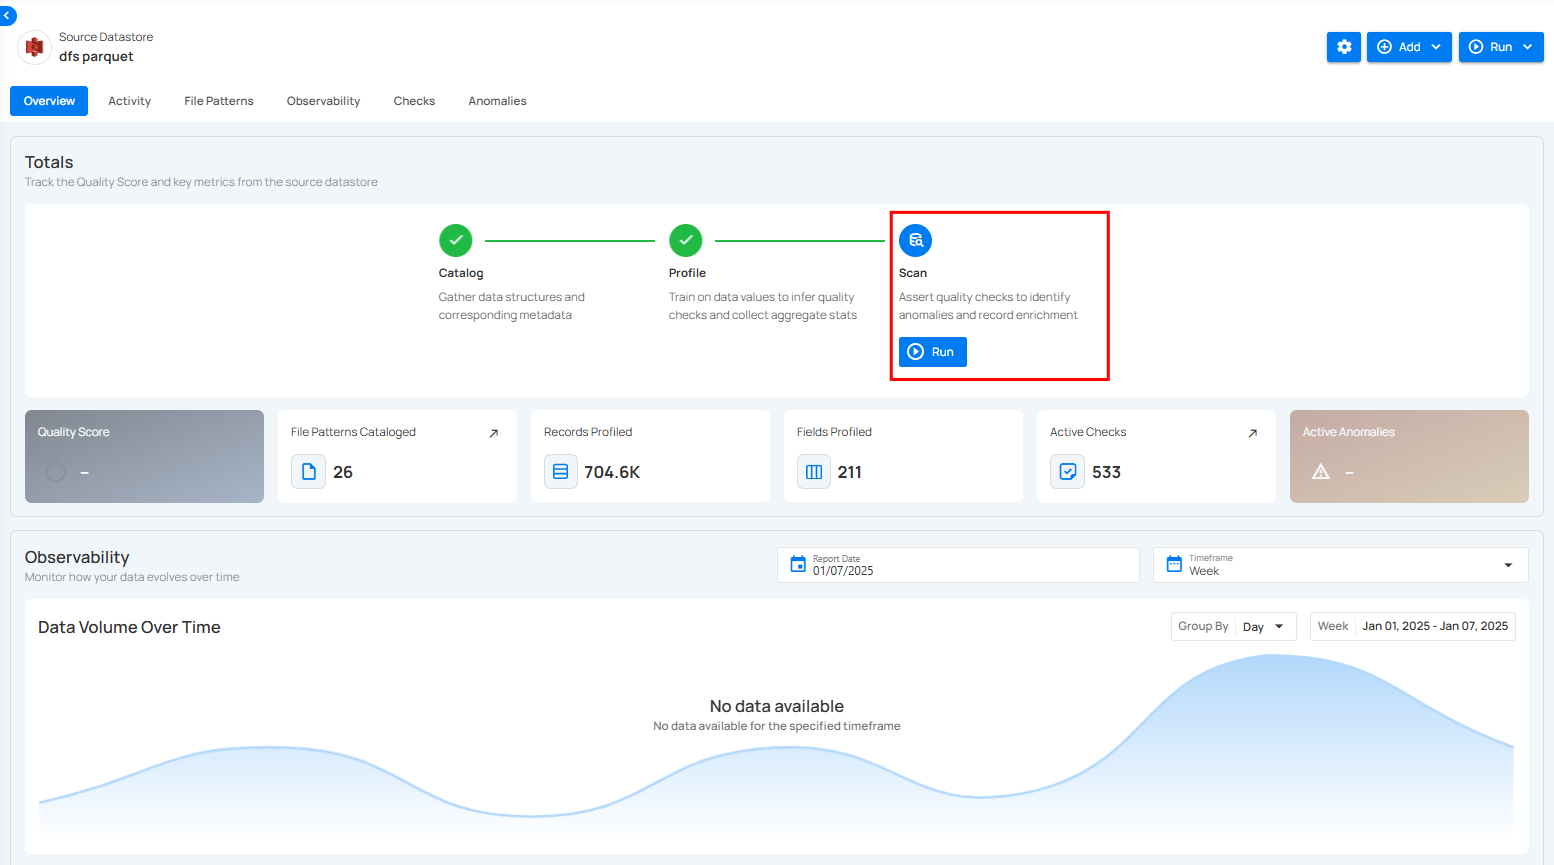 Source Datastore
dfs parquet
Add
Run
Overview
Activity
File Patterns
Observability
Checks
Anomalies
Totals
Track the Quality Score and key metrics from the source datastore
Catalog
Gather data structures and
corresponding metadata
Profile
Train on data values to infer quality
checks and collect aggregate stats
Scan
Assert quality checks to identify
anomalies and record enrichment
Run
Quality Score
–
File Patterns Cataloged
26
Records Profiled
704.6K
Fields Profiled
211
Active Checks
533
Active Anomalies
–
Observability
Monitor how your data evolves over time
Report Date
01/07/2025
Timeframe
Week
Data Volume Over Time
Group By
Day
Week
Jan 01, 2025 - Jan 07, 2025
No data available
No data available for the specified timeframe